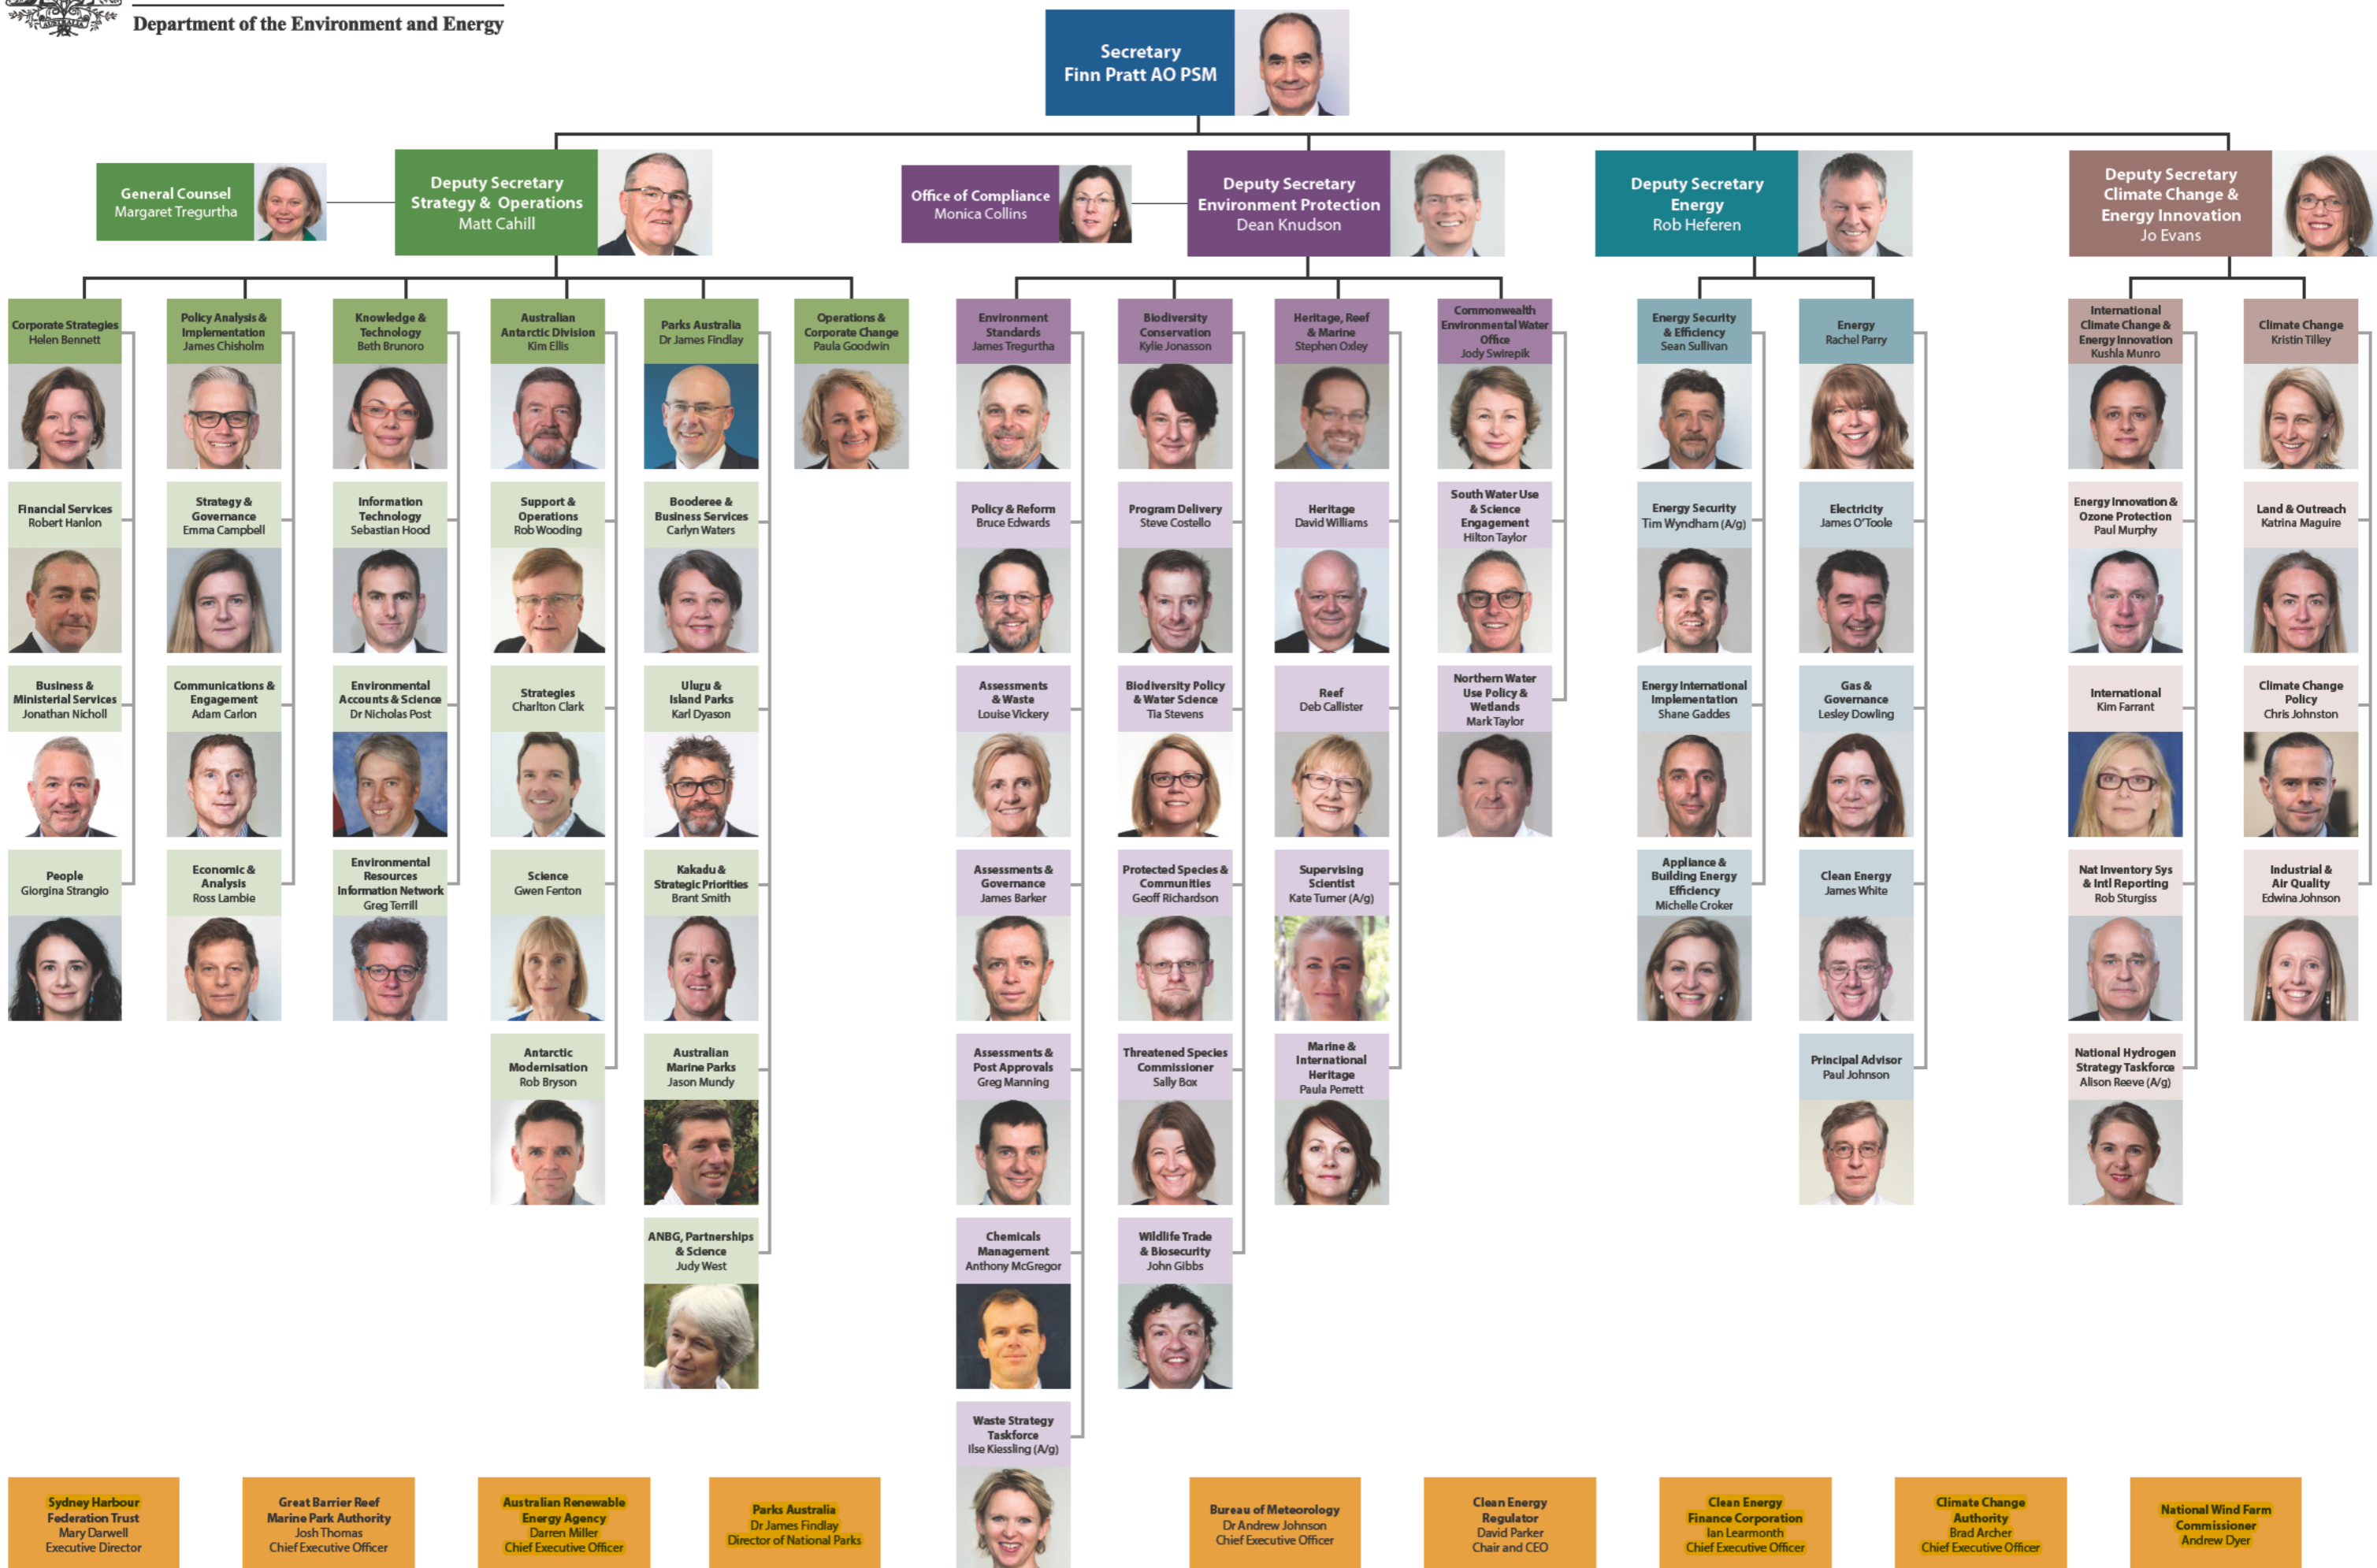 AUSTRALIA
Department of the Environment and Energy
Secretary
Finn Pratt AO PSM
General Counsel
Margaret Tregurtha
Deputy Secretary
Strategy & Operations
Matt Cahill
Office of Compliance
Monica Collins
Deputy Secretary
Environment Protection
Dean Knudson
Deputy Secretary
Energy
Rob Heferen
Deputy Secretary
Climate Change &
Energy Innovation
Jo Evans
Corporate Strategies
Helen Bennett
Policy Analysis &
Implementation
James Chisholm
Knowledge &
Technology
Beth Brunoro
Australian
Antarctic Division
Kim Ellis
Parks Australia
Dr James Findlay
Operations &
Corporate Change
Paula Goodwin
Environment
Standards
James Tregurtha
Biodiversity
Conservation
Kylie Jonasson
Heritage, Reef
& Marine
Stephen Oxley
Commonwealth
Environmental Water
Office
Jody Swirepik
Energy Security
& Efficiency
Sean Sullivan
Energy
Rachel Parry
International
Climate Change &
Energy Innovation
Kushla Munro
Climate Change
Kristin Tilley
Financial Services
Robert Hanlon
Strategy &
Governance
Emma Campbell
Information
Technology
Sebastian Hood
Support &
Operations
Rob Wooding
Booderee &
Business Services
Carlyn Waters
Policy & Reform
Bruce Edwards
Program Delivery
Steve Costello
Heritage
David Williams
South Water Use
& Science
Engagement
Hilton Taylor
Energy Security
Tim Wyndham (A/g)
Electricity
James O'Toole
Energy Innovation &
Ozone Protection
Paul Murphy
Land & Outreach
Katrina Maguire
Business &
Ministerial Services
Jonathan Nicholl
Communications &
Engagement
Adam Carlon
Environmental
Accounts & Science
Dr Nicholas Post
Strategies
Charlton Clark
Uluru &
Island Parks
Karl Dyason
Assessments
& Waste
Louise Vickery
Biodiversity Policy
& Water Science
Tia Stevens
Reef
Deb Callister
Northern Water
Use Policy &
Wetlands
Mark Taylor
Energy International
Implementation
Shane Gaddes
Gas &
Governance
Lesley Dowling
International
Kim Farrant
Climate Change
Policy
Chris Johnston
People
Giorgina Strangio
Economic &
Analysis
Ross Lambie
Environmental
Resources
Information Network
Greg Terrill
Science
Gwen Fenton
Kakadu &
Strategic Priorities
Brant Smith
Assessments &
Governance
James Barker
Protected Species &
Communities
Geoff Richardson
Supervising
Scientist
Kate Turner (A/g)
Appliance &
Building Energy
Efficiency
Michelle Croker
Clean Energy
James White
Nat Inventory Sys
& Intl Reporting
Rob Sturgiss
Industrial &
Air Quality
Edwina Johnson
Antarctic
Modernisation
Rob Bryson
Australian
Marine Parks
Jason Mundy
Assessments &
Post Approvals
Greg Manning
Threatened Species
Commissioner
Sally Box
Marine &
International
Heritage
Paula Perrett
Principal Advisor
Paul Johnson
National Hydrogen
Strategy Taskforce
Alison Reeve (A/g)
ANBG, Partnerships
& Science
Judy West
Chemicals
Management
Anthony McGregor
Wildlife Trade
& Biosecurity
John Gibbs
Waste Strategy
Taskforce
Ilse Kiessling (A/g)
Sydney Harbour
Federation Trust
Mary Darwell
Executive Director
Great Barrier Reef
Marine Park Authority
Josh Thomas
Chief Executive Officer
Australian Renewable
Energy Agency
Darren Miller
Chief Executive Officer
Parks Australia
Dr James Findlay
Director of National Parks
Bureau of Meteorology
Dr Andrew Johnson
Chief Executive Officer
Clean Energy
Regulator
David Parker
Chair and CEO
Clean Energy
Finance Corporation
Ian Learmonth
Chief Executive Officer
Climate Change
Authority
Brad Archer
Chief Executive Officer
National Wind Farm
Commissioner
Andrew Dyer